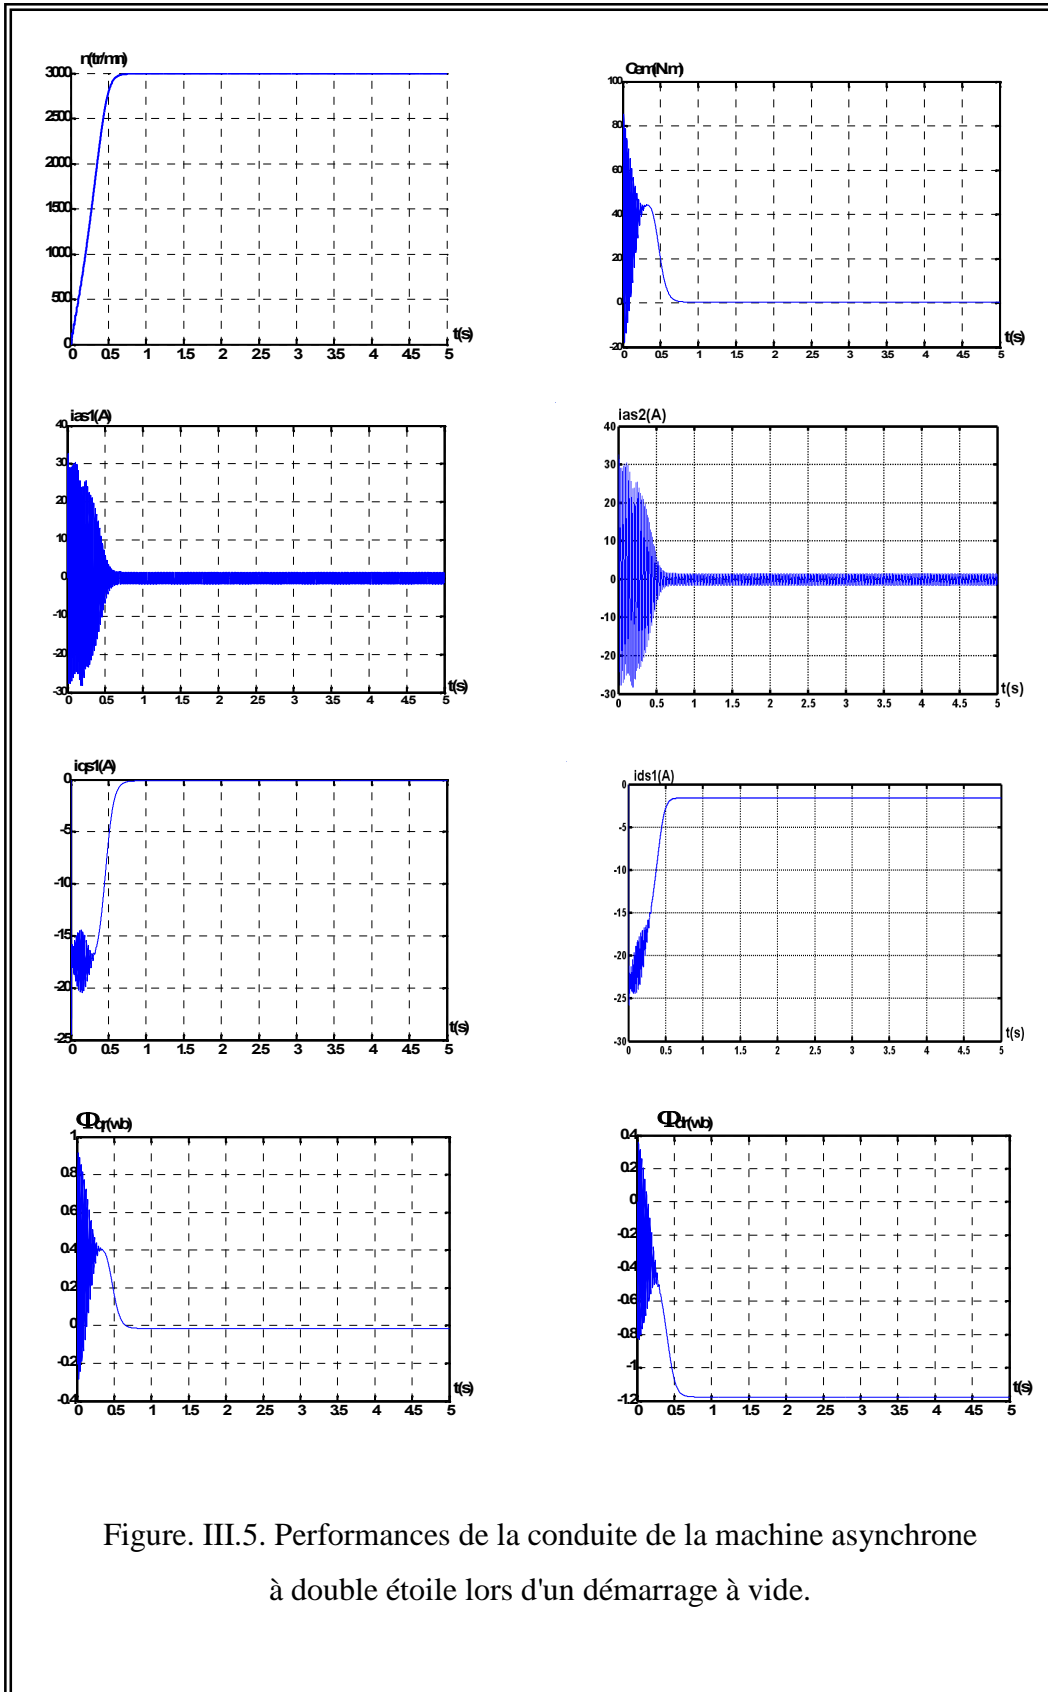 n(tr/mn)
3000
2500
2000
1500
1000
500
0
0 0.5 1 1.5 2 2.5 3 3.5 4 4.5 5
t(s)
Cem(N.m)
100
80
60
40
20
0
-20
0 0.5 1 1.5 2 2.5 3 3.5 4 4.5 5
t(s)
ias1(A)
40
30
20
10
0
-10
-20
-30
0 0.5 1 1.5 2 2.5 3 3.5 4 4.5 5
t(s)
ias2(A)
40
30
20
10
0
-10
-20
-30
0 0.5 1 1.5 2 2.5 3 3.5 4 4.5 5
t(s)
iqs1(A)
0
-5
-10
-15
-20
-25
0 0.5 1 1.5 2 2.5 3 3.5 4 4.5 5
t(s)
ids1(A)
0
-5
-10
-15
-20
-25
-30
0 0.5 1 1.5 2 2.5 3 3.5 4 4.5 5
t(s)
Φqr(wb)
1
0.8
0.6
0.4
0.2
0
-0.2
-0.4
0 0.5 1 1.5 2 2.5 3 3.5 4 4.5 5
t(s)
Φdr(wb)
0.4
0.2
0
-0.2
-0.4
-0.6
-0.8
-1
-1.2
0 0.5 1 1.5 2 2.5 3 3.5 4 4.5 5
t(s)
Figure. III.5. Performances de la conduite de la machine asynchrone
à double étoile lors d'un démarrage à vide.